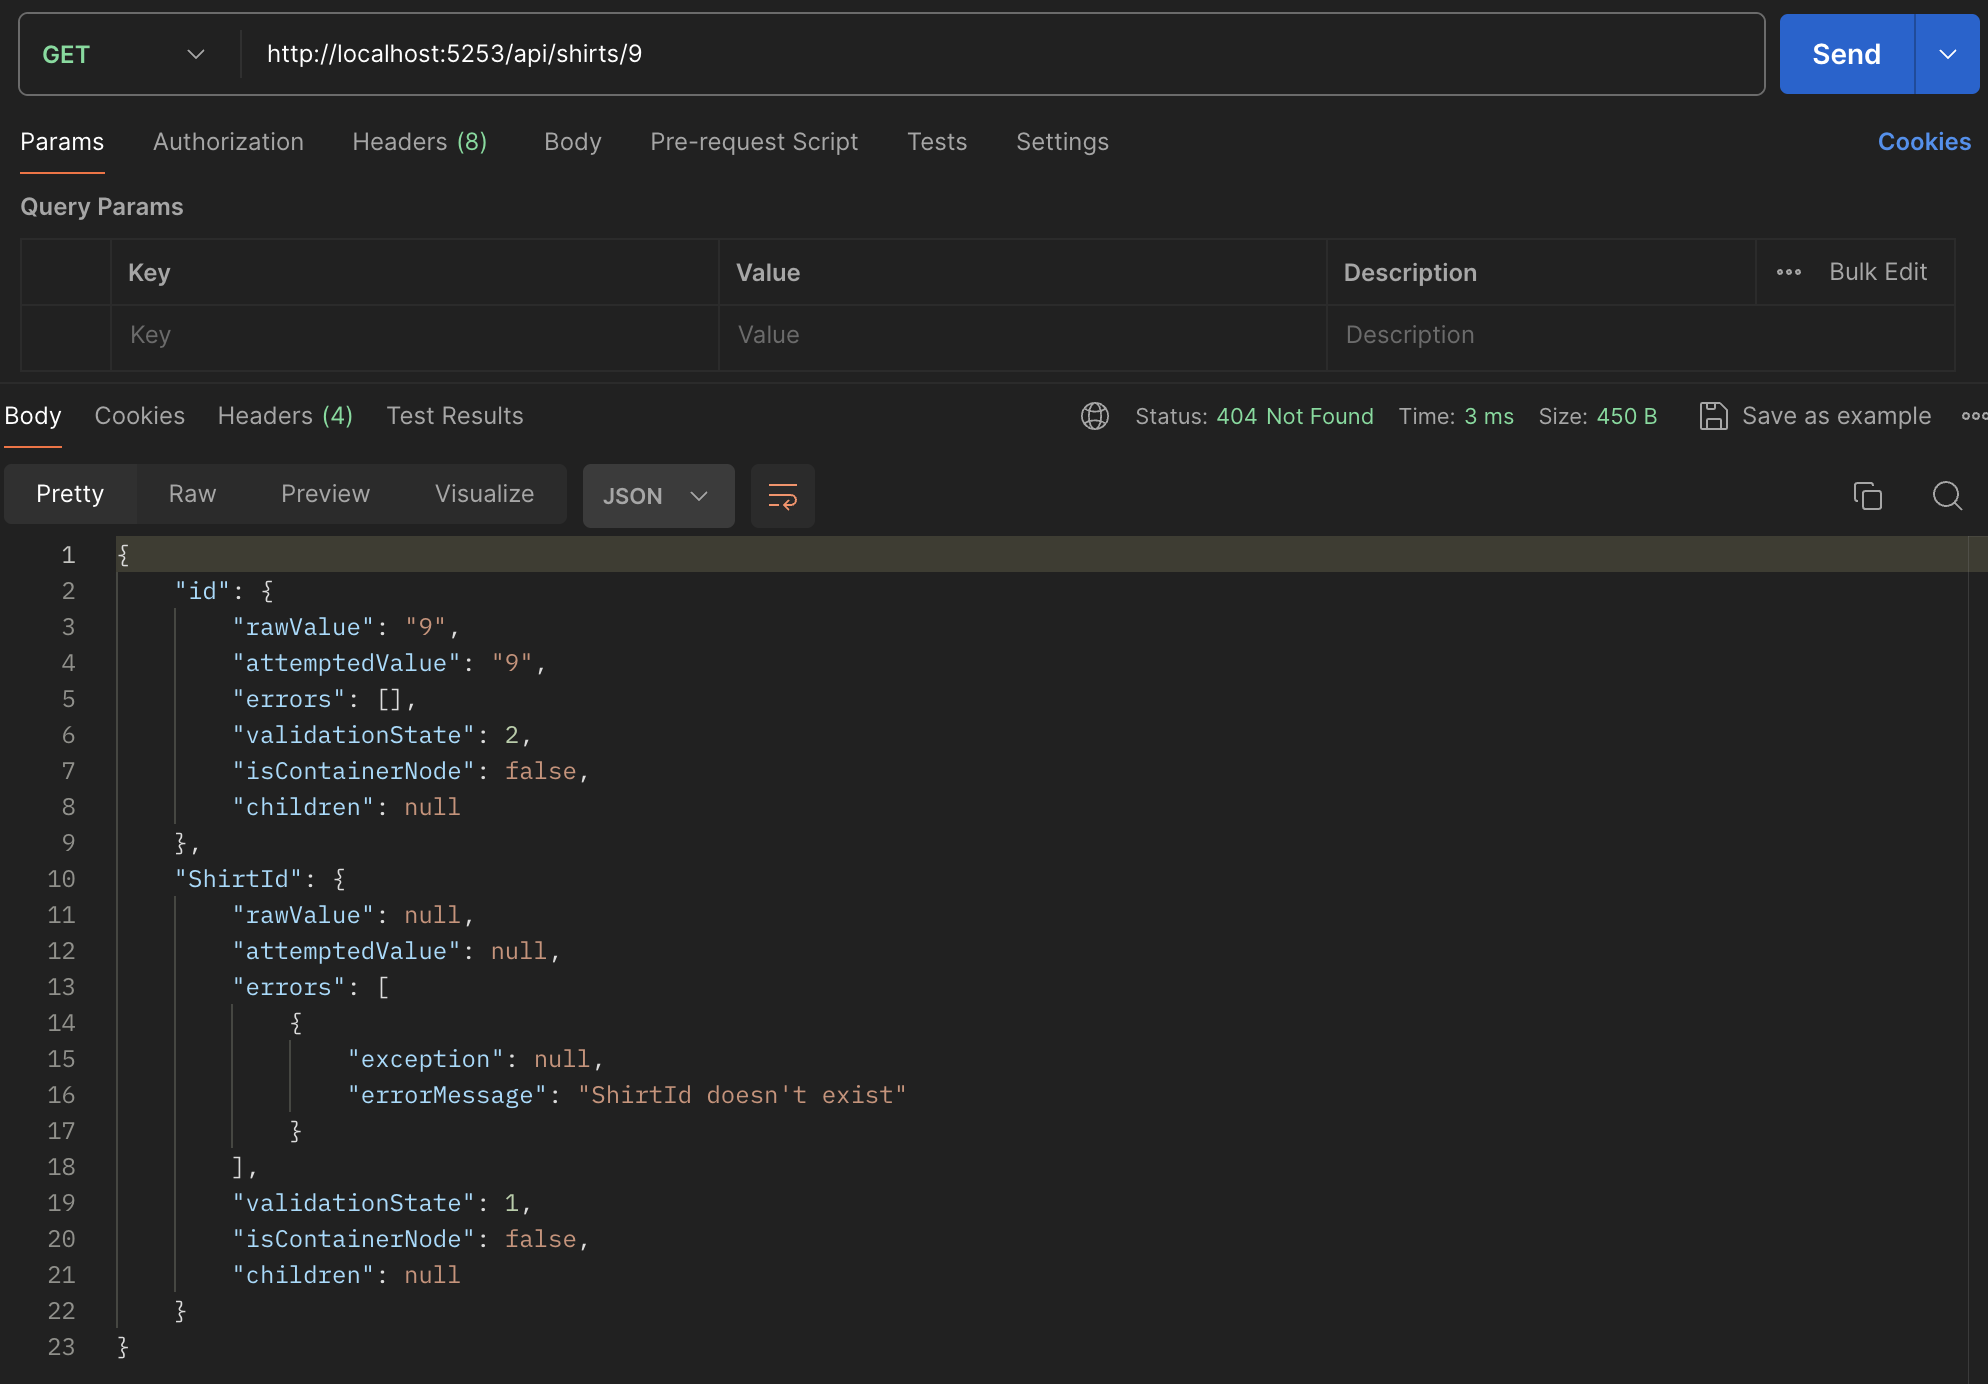 GET http://localhost:5253/api/shirts/9 Send
Params Authorization Headers (8) Body Pre-request Script Tests Settings Cookies
Query Params
Key Value Description Bulk Edit
Key Value Description
Body Cookies Headers (4) Test Results Status: 404 Not Found Time: 3 ms Size: 450 B Save as example
Pretty Raw Preview Visualize JSON
1 {
2 "id": {
3 "rawValue": "9",
4 "attemptedValue": "9",
5 "errors": [],
6 "validationState": 2,
7 "isContainerNode": false,
8 "children": null
9 },
10 "ShirtId": {
11 "rawValue": null,
12 "attemptedValue": null,
13 "errors": [
14 {
15 "exception": null,
16 "errorMessage": "ShirtId doesn't exist"
17 }
18 ],
19 "validationState": 1,
20 "isContainerNode": false,
21 "children": null
22 }
23 }